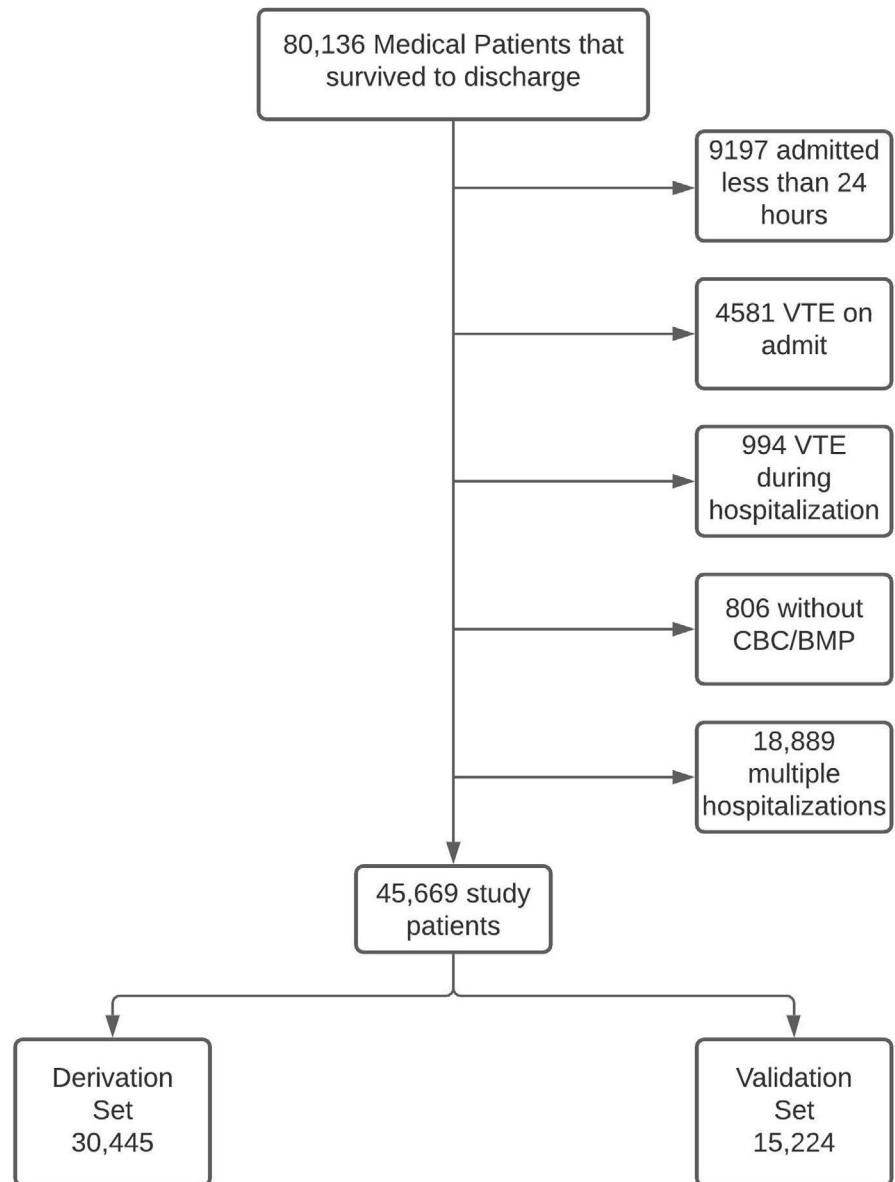 80,136 Medical Patients that
survived to discharge
9197 admitted
less than 24
hours
4581 VTE on
admit
994 VTE
during
hospitalization
806 without
CBC/BMP
18,889
multiple
hospitalizations
45,669 study
patients
Derivation
Set
30,445
Validation
Set
15,224